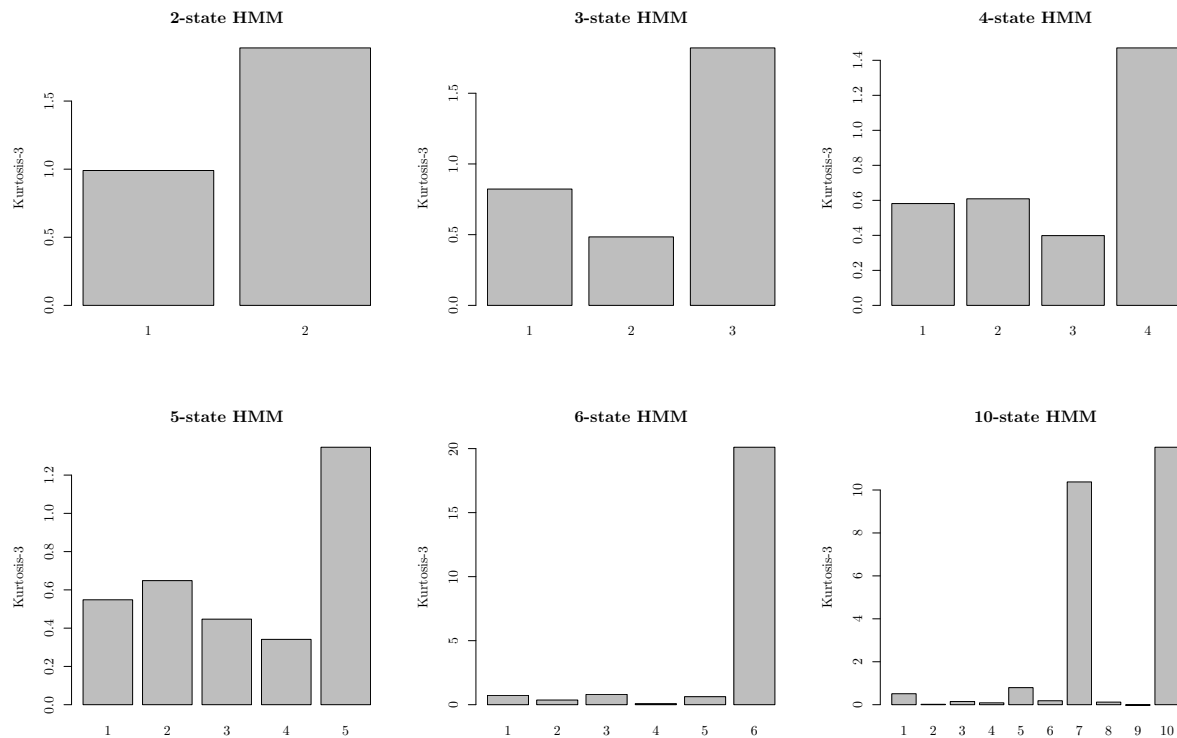 2-state HMM
Kurtosis-3
0.0 0.5 1.0 1.5
1 2
3-state HMM
Kurtosis-3
0.0 0.5 1.0 1.5
1 2 3
4-state HMM
Kurtosis-3
0.0 0.2 0.4 0.6 0.8 1.0 1.2 1.4
1 2 3 4
5-state HMM
Kurtosis-3
0.0 0.2 0.4 0.6 0.8 1.0 1.2
1 2 3 4 5
6-state HMM
Kurtosis-3
0 5 10 15 20
1 2 3 4 5 6
10-state HMM
Kurtosis-3
0 2 4 6 8 10
1 2 3 4 5 6 7 8 9 10